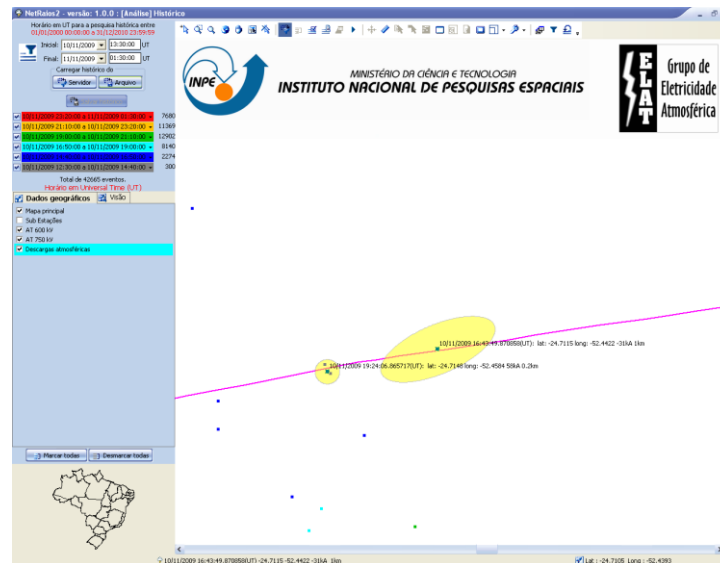 NetRaios2 - versão: 1.0.0 : [Análise] Histórico
Horário em UT para a pesquisa histórica entre
01/01/2000 00:00:00 a 31/12/2010 23:59:59
Inicial: 10/11/2009 13:30:00 UT
Final: 11/11/2009 01:30:00 UT
Carregar histórico do
Servidor Arquivo
10/11/2009 23:20:00 a 11/11/2009 01:30:00 - 7680
10/11/2009 21:10:00 a 10/11/2009 23:20:00 - 11369
10/11/2009 19:00:00 a 10/11/2009 21:10:00 - 12902
10/11/2009 16:50:00 a 10/11/2009 19:00:00 - 8140
2274
10/11/2009 12:30:00 a 10/11/2009 14:40:00 - 300
Total de 42665 eventos.
Horário em Universal Time (UT)
Dados geográficos Visão
Mapa principal
Sub Estações
AT 600 kV
AT 750 kV
Descargas atmosféricas
Marcar todas Desmarcar todas
INPE
MINISTÉRIO DA CIÊNCIA E TECNOLOGIA
INSTITUTO NACIONAL DE PESQUISAS ESPACIAIS
ELAT
Grupo de
Eletricidade
Atmosférica
10/11/2009 16:43:49.870858(UT): lat: -24.7115 long: -52.4422 -31kA 1km
10/11/2009 19:24:06.865717(UT): lat: -24.7148 long: -52.4584 58kA 0.2km
10/11/2009 16:43:49.870858(UT) -24.7115 -52.4422 -31kA 1km
Lat : -24.7105 Long : -52.4393